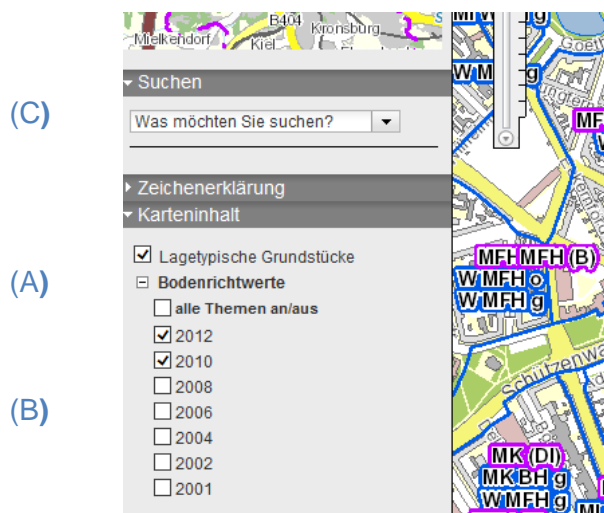 B404
Mielkendorf
Kiel
Kronsburg
Suchen
(C)
Was möchten Sie suchen?
Zeichenerklärung
Karteninhalt
Lagetypische Grundstücke
(A)
Bodenrichtwerte
alle Themen an/aus
2012
2010
2008
(B)
2006
2004
2002
2001
W M
g
MF
MFH MFH (B)
W MFH o
W MFH g
MK (DI)
MK BH g
W MFH g